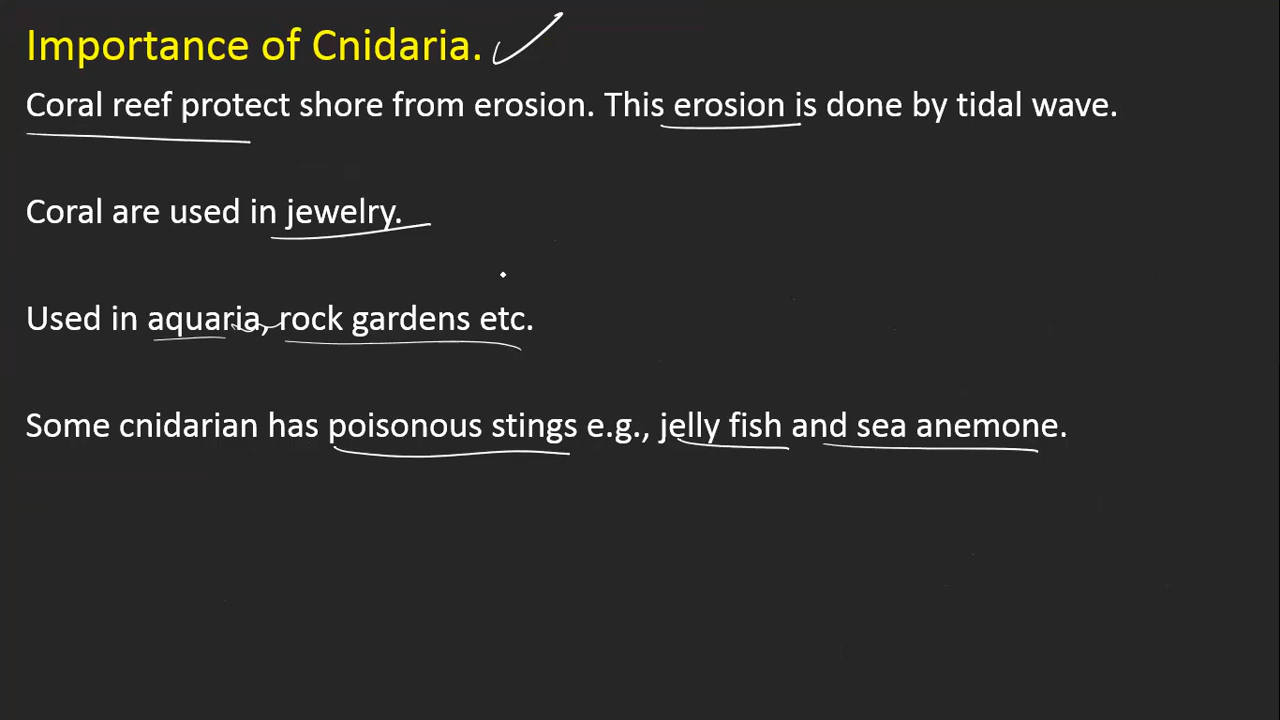 Importance of Cnidaria.
Coral reef protect shore from erosion. This erosion is done by tidal wave.
Coral are used in jewelry.
Used in aquaria, rock gardens etc.
Some cnidarian has poisonous stings e.g., jelly fish and sea anemone.